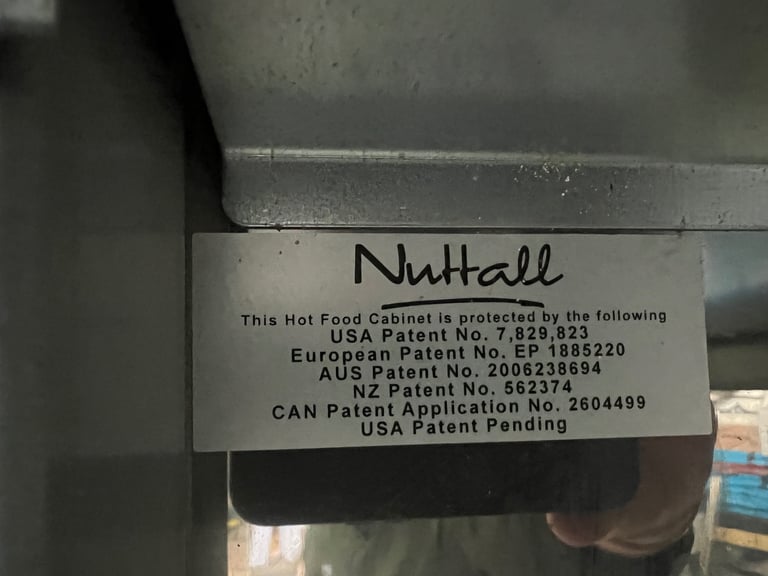 Nuttall
This Hot Food Cabinet is protected by the following
USA Patent No. 7,829,823
European Patent No. EP 1885220
AUS Patent No. 2006238694
NZ Patent No. 562374
CAN Patent Application No. 2604499
USA Patent Pending